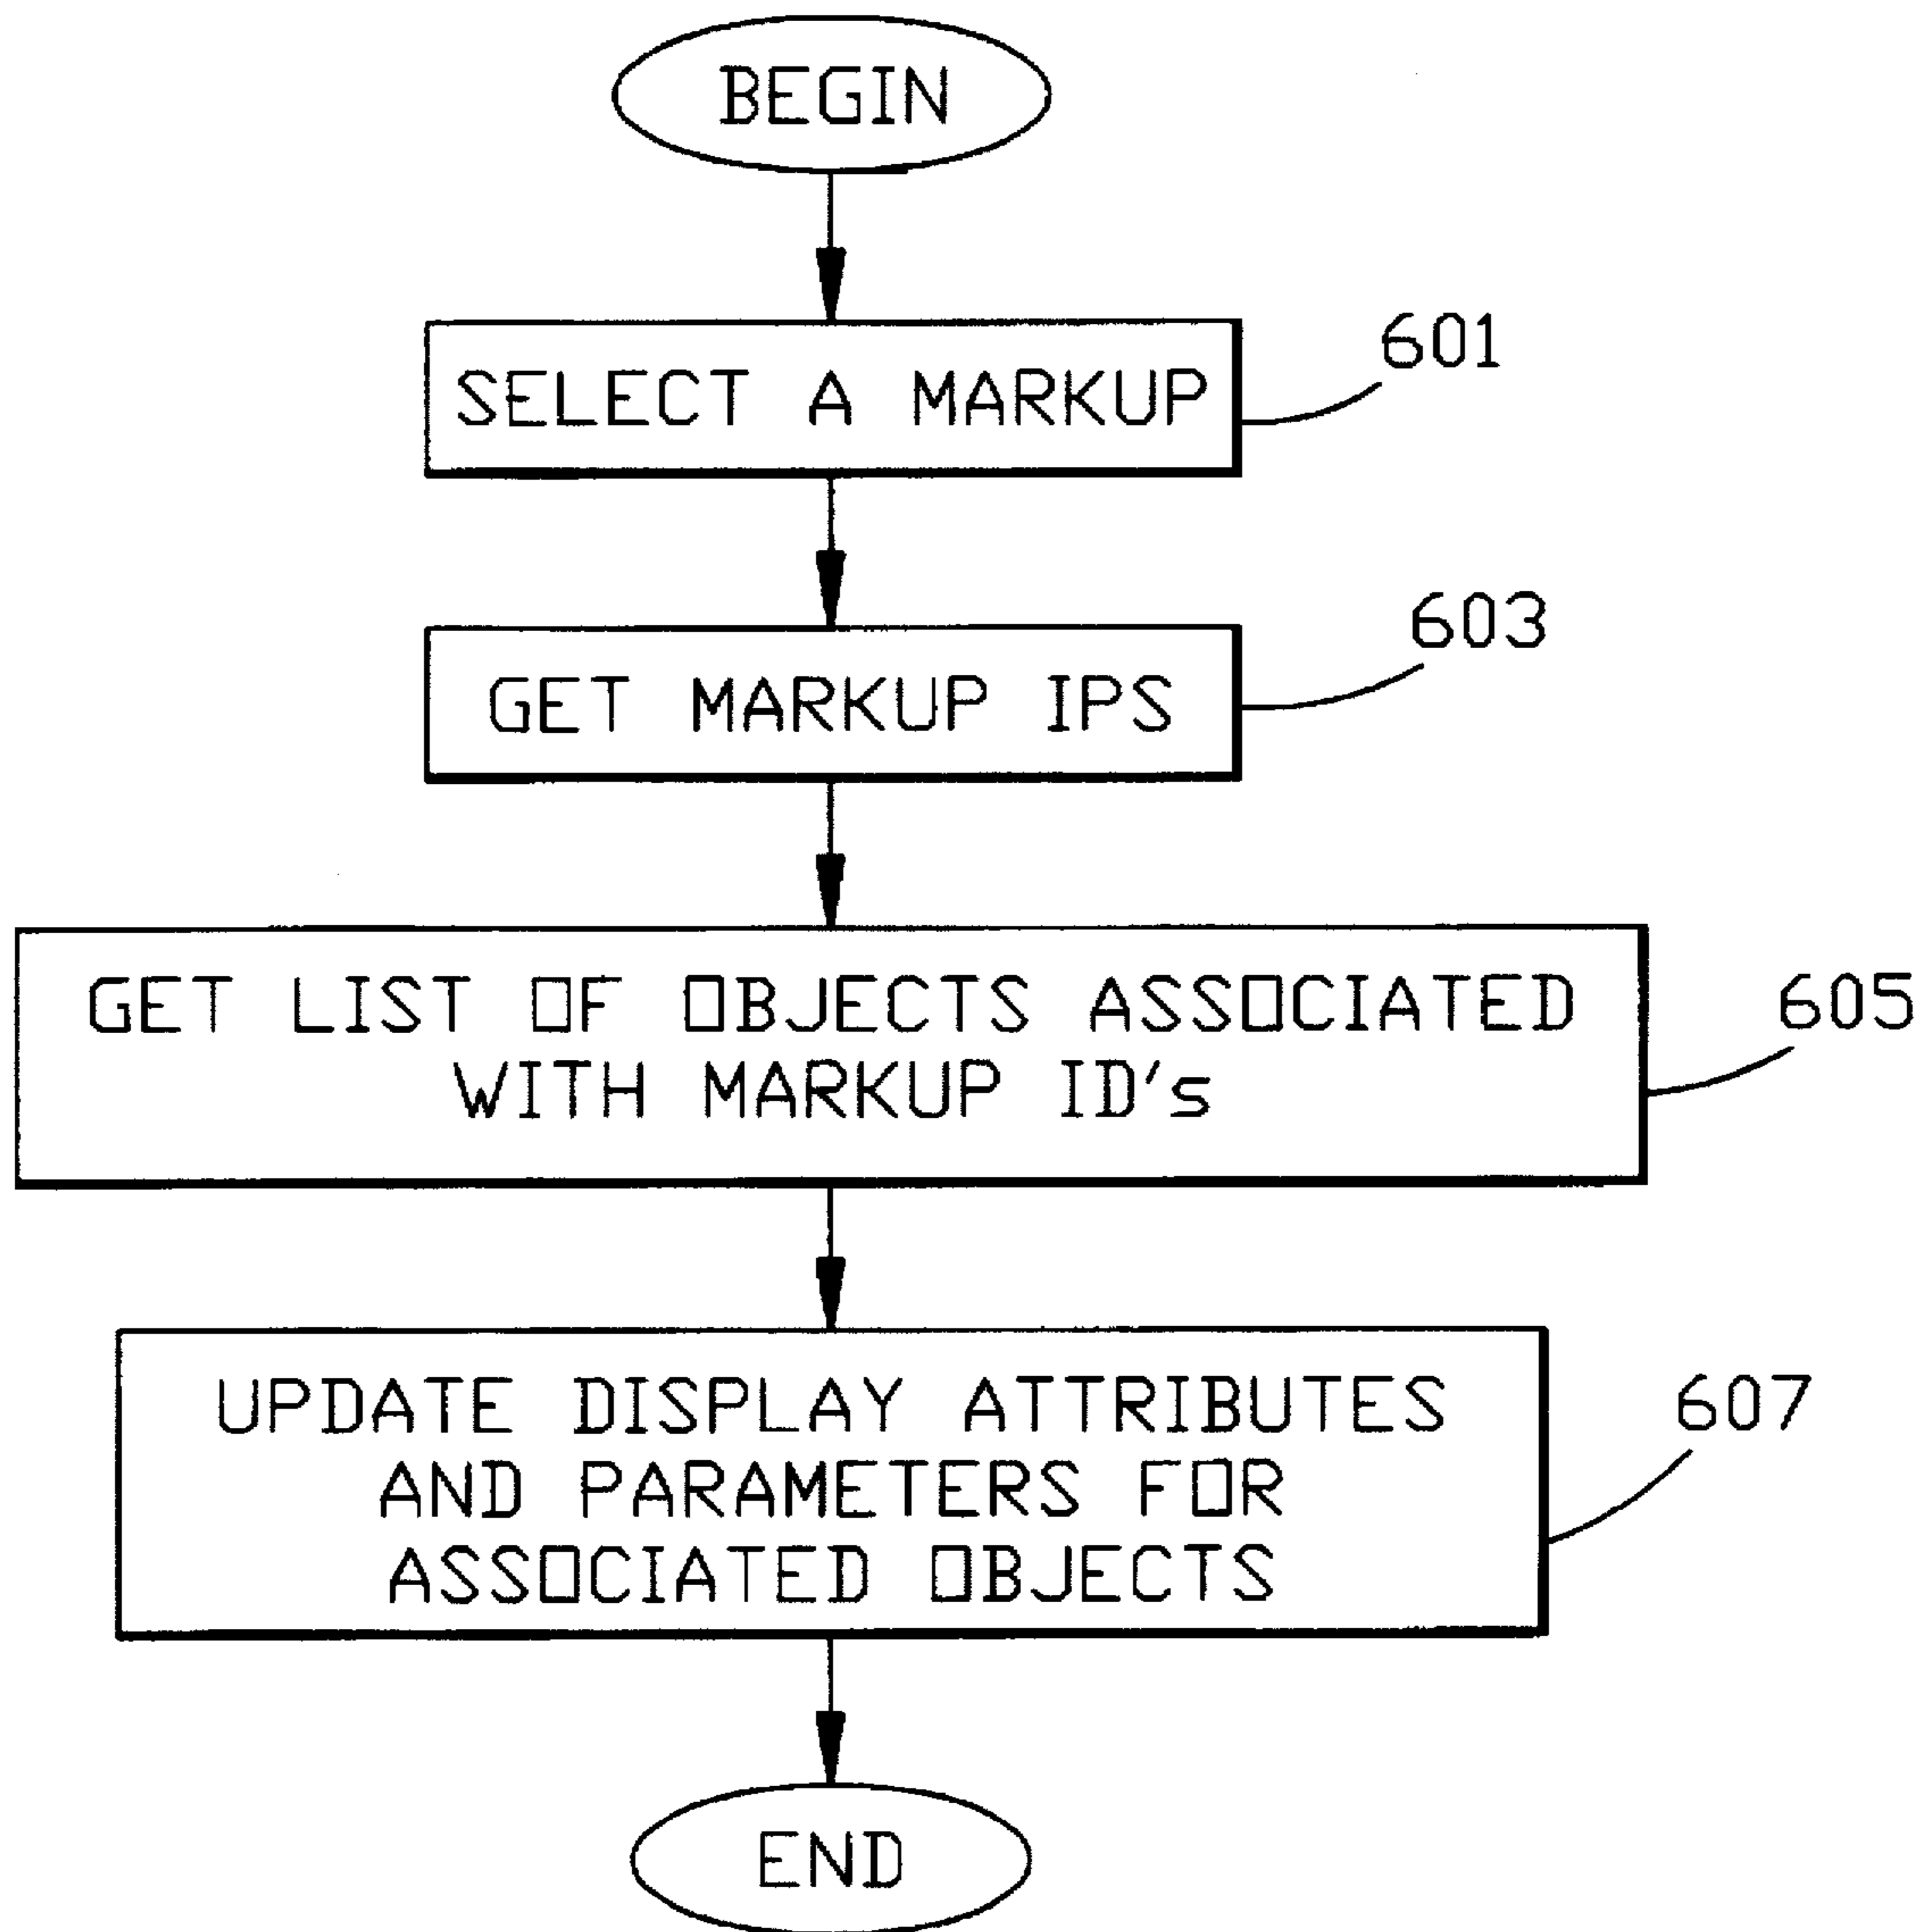 BEGIN
SELECT A MARKUP
601
GET MARKUP IPS
603
GET LIST OF OBJECTS ASSOCIATED
WITH MARKUP ID's
605
UPDATE DISPLAY ATTRIBUTES
AND PARAMETERS FOR
ASSOCIATED OBJECTS
607
END